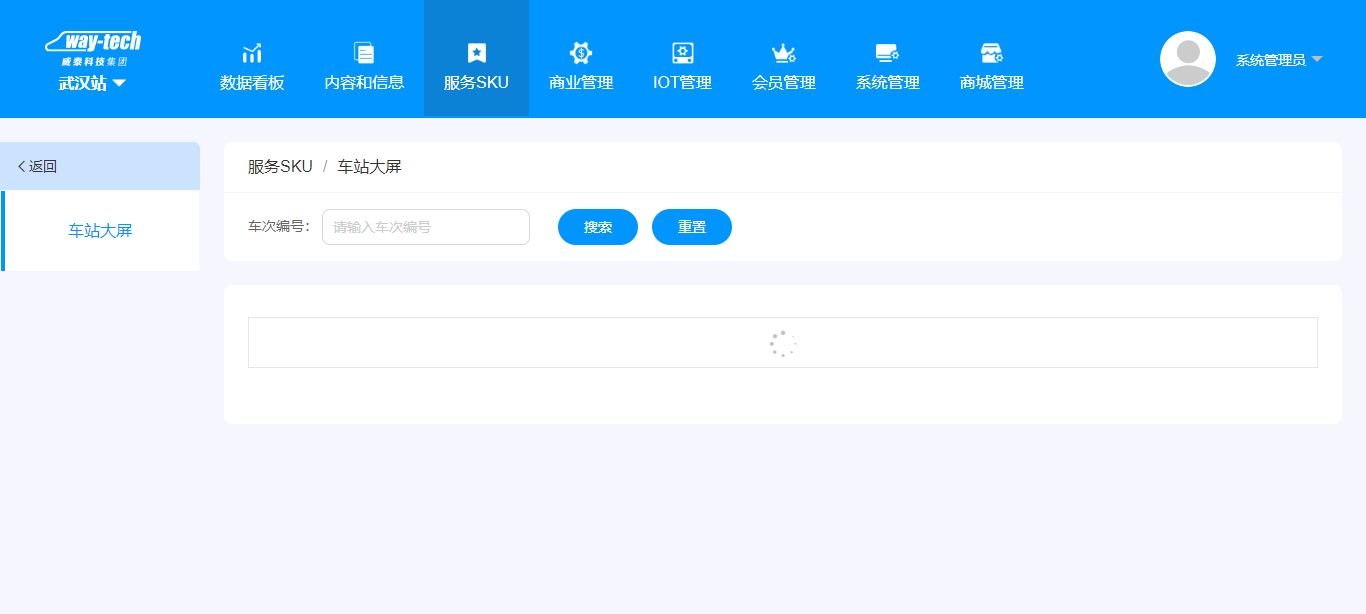 way-tech
威泰科技集团
武汉站
数据看板
内容和信息
服务SKU
商业管理
IOT管理
会员管理
系统管理
商城管理
系统管理员
返回
车站大屏
服务SKU / 车站大屏
车次编号： 请输入车次编号 搜索 重置